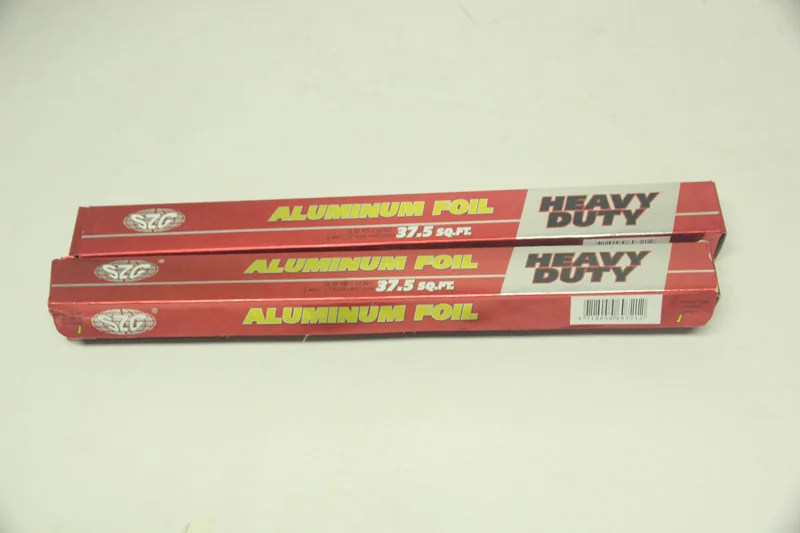 SZG
ALUMINUM FOIL
HEAVY
DUTY
37.5 SQ.FT.
SZG ®
ALUMINUM FOIL
HEAVY
DUTY
37.5 SQ.FT.
SZG ®
ALUMINUM FOIL